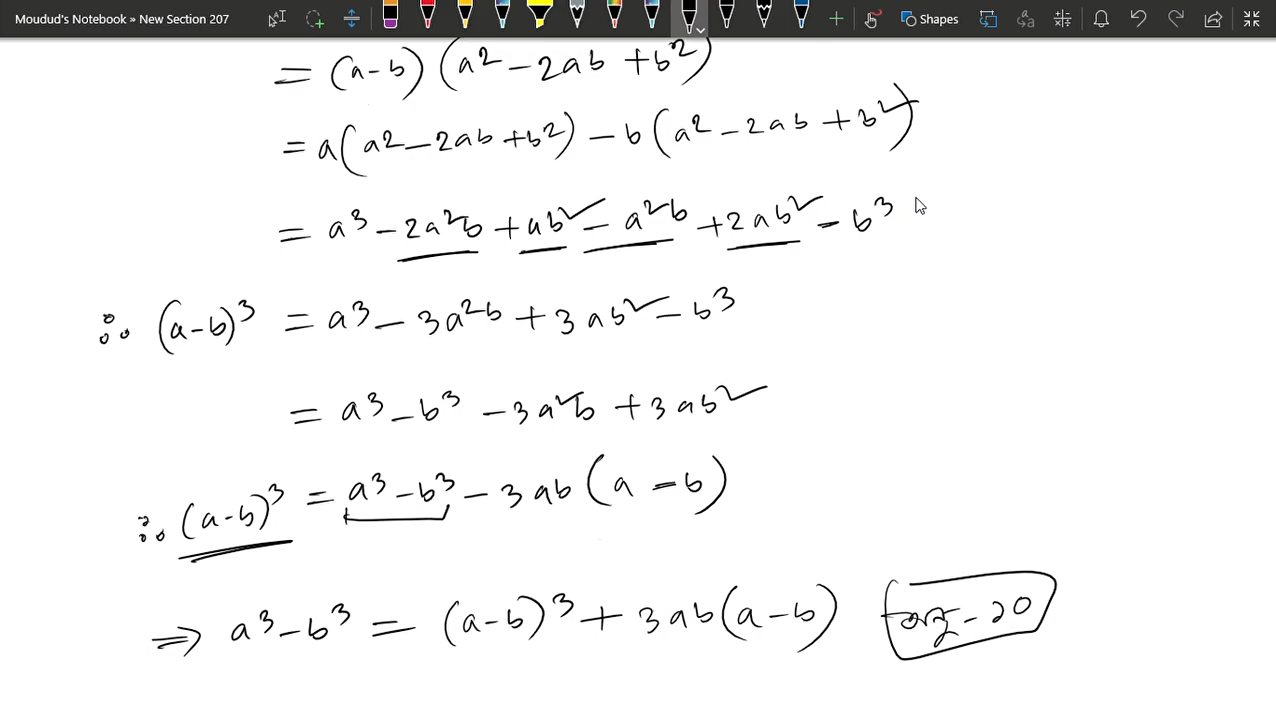 Moudud's Notebook » New Section 207
Shapes
= (a-b) (a² - 2ab + b²)
= a(a² - 2ab + b²) - b(a² - 2ab + b²)
= a³ - 2a²b + ab² - a²b + 2ab² - b³
∴ (a-b)³ = a³ - 3a²b + 3ab² - b³
= a³ - b³ - 3a²b + 3ab²
∴ (a-b)³ = a³ - b³ - 3ab(a - b)
⇒ a³ - b³ = (a-b)³ + 3ab(a-b)
- 20